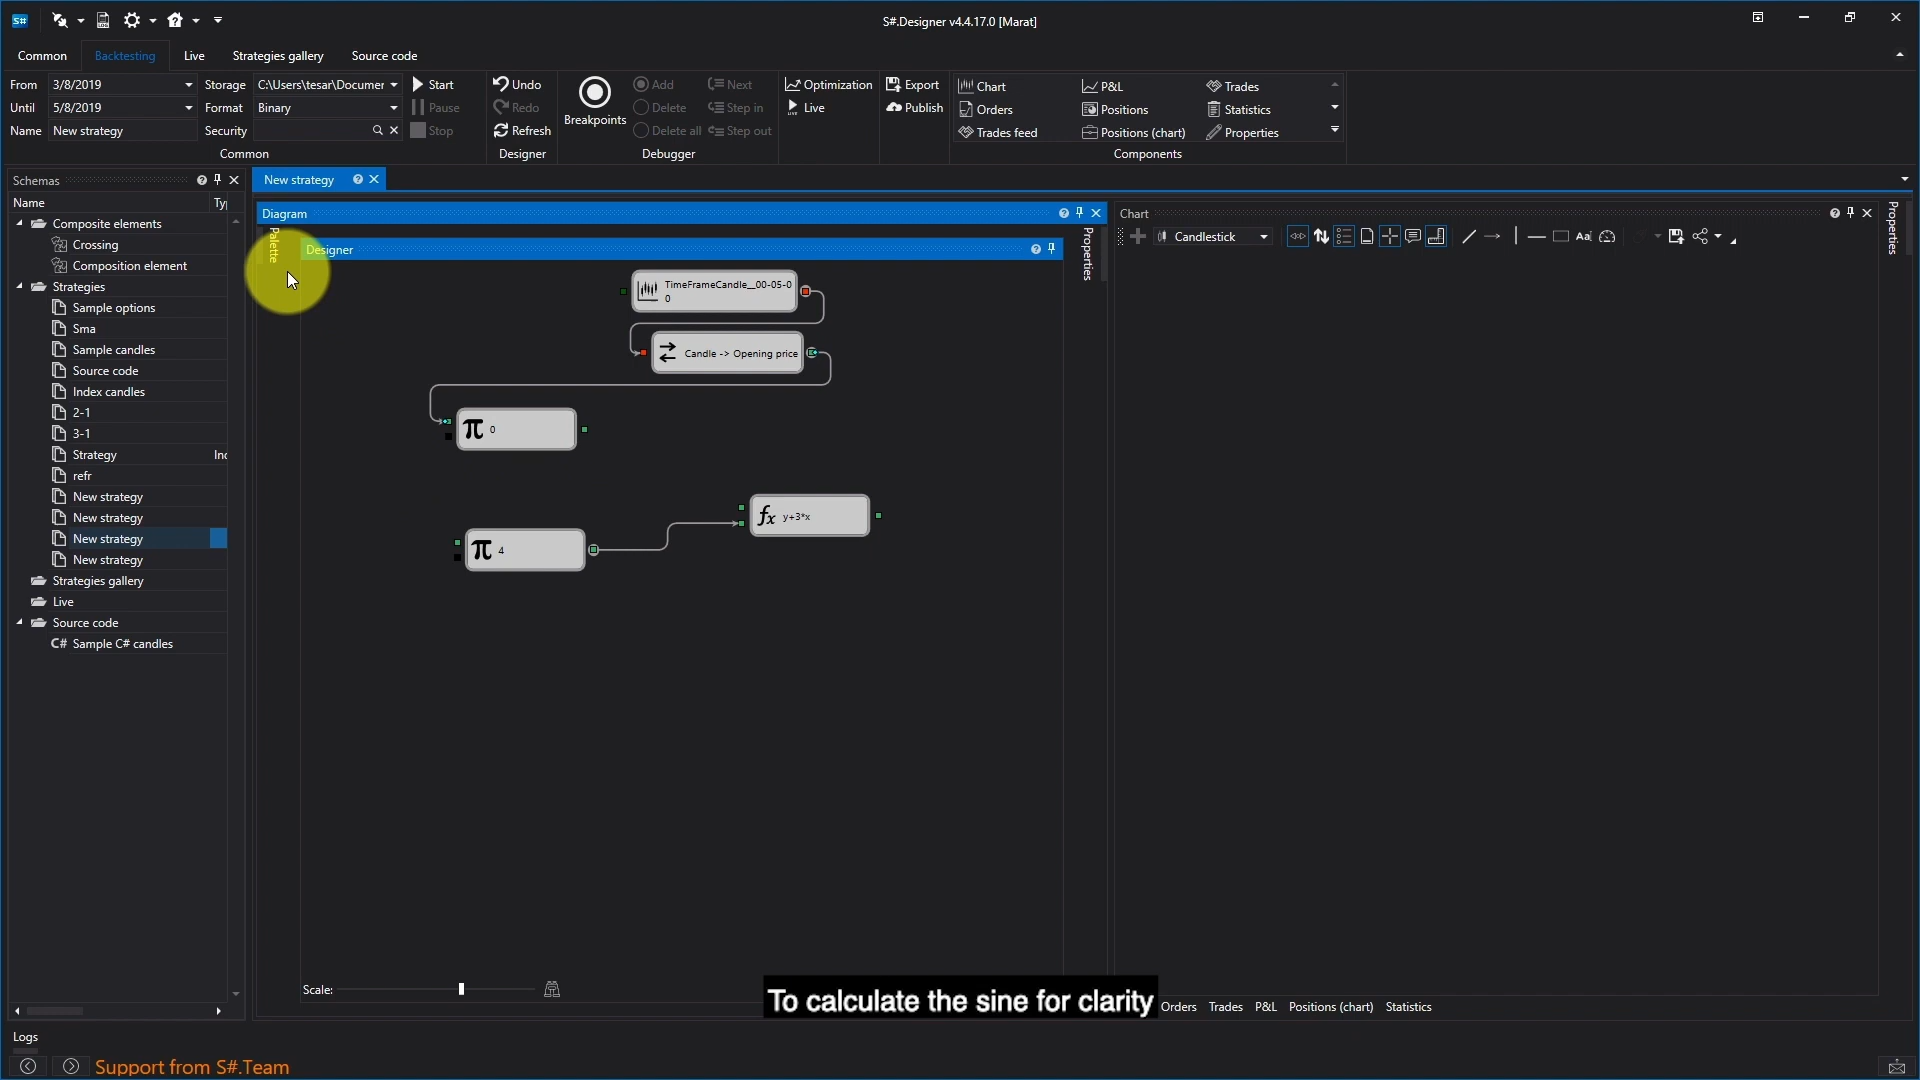 S#
S#.Designer v4.4.17.0 [Marat]
Common
Backtesting
Live
Strategies gallery
Source code
From 3/8/2019
Until 5/8/2019
Name New strategy
Storage C:\Users\tesar\Documer
Format Binary
Security
Common
Start
Pause
Stop
Undo
Redo
Refresh
Designer
Breakpoints
Add
Delete
Delete all
Next
Step in
Step out
Debugger
Optimization
Live
Export
Publish
Chart
Orders
Trades feed
P&L
Positions
Positions (chart)
Trades
Statistics
Properties
Components
Schemas
Name Ty
Composite elements
Crossing
Composition element
Strategies
Sample options
Sma
Sample candles
Source code
Index candles
2-1
3-1
Strategy Inc
refr
New strategy
New strategy
New strategy
New strategy
Strategies gallery
Live
Source code
C# Sample C# candles
New strategy
Diagram
Palette
Designer
TimeFrameCandle__00-05-0
0
Candle -> Opening price
π 0
π 4
fx y+3*x
Scale:
Properties
Chart
Candlestick
Aa
Properties
To calculate the sine for clarity
Orders
Trades
P&L
Positions (chart)
Statistics
Logs
Support from S#.Team